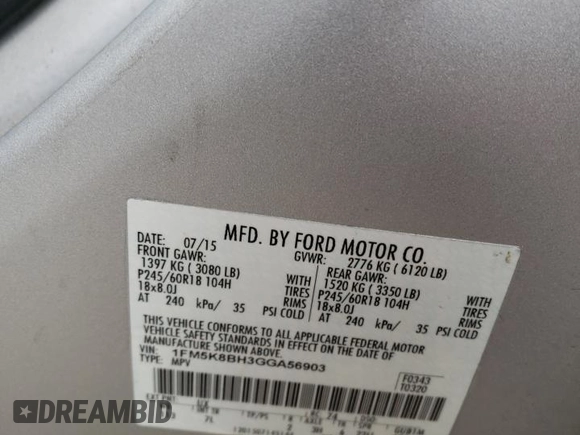 MFD. BY FORD MOTOR CO.
DATE: 07/15 GVWR: 2776 KG ( 6120 LB)
FRONT GAWR: REAR GAWR:
1397 KG ( 3080 LB) WITH 1520 KG ( 3350 LB) WITH
P245/60R18 104H TIRES P245/60R18 104H TIRES
18x8.0J RIMS 18x8.0J RIMS
AT 240 kPa/ 35 PSI COLD AT 240 kPa/ 35 PSI COLD
THIS VEHICLE CONFORMS TO ALL APPLICABLE FEDERAL MOTOR
VEHICLE SAFETY STANDARDS IN EFFECT ON THE DATE OF
MANUFACTURE SHOWN ABOVE.
VIN: 1FM5K8BH3GGA56903 F0343
TYPE: MPV T0320
DREAMBID